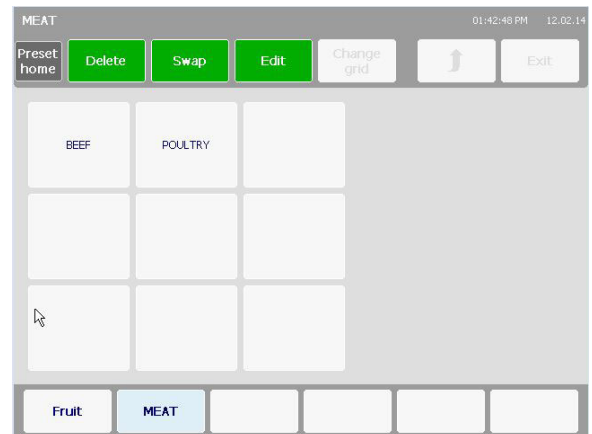 MEAT
01:42:48 PM 12.02.14
Preset
home
Delete
Swap
Edit
Change
grid
Exit
BEEF
POULTRY
Fruit
MEAT